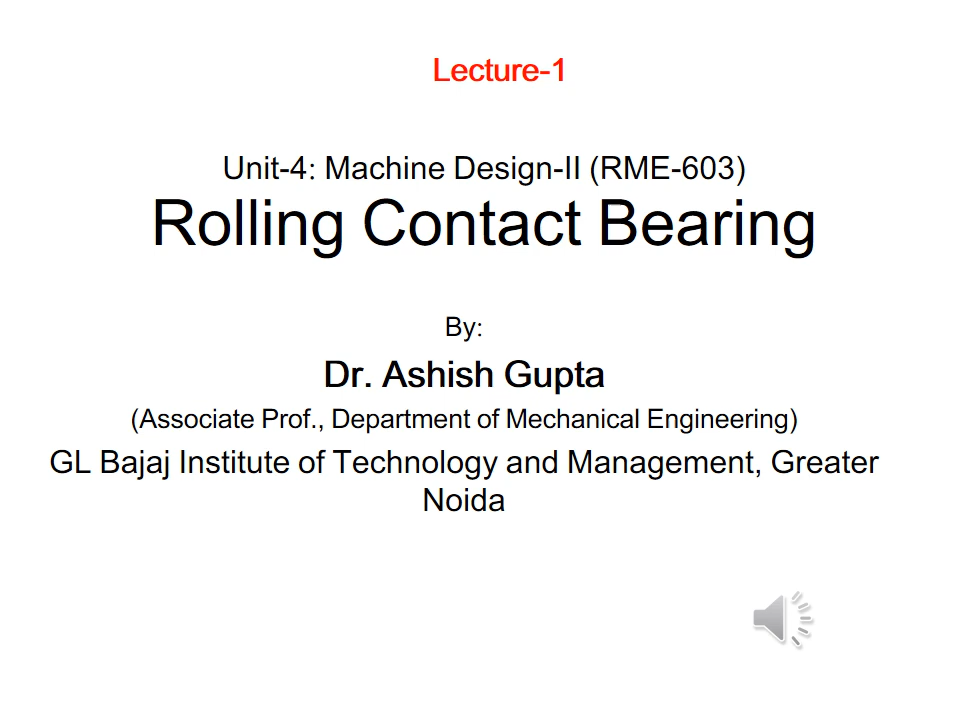 Lecture-1
Unit-4: Machine Design-II (RME-603)
Rolling Contact Bearing
By:
Dr. Ashish Gupta
(Associate Prof., Department of Mechanical Engineering)
GL Bajaj Institute of Technology and Management, Greater
Noida